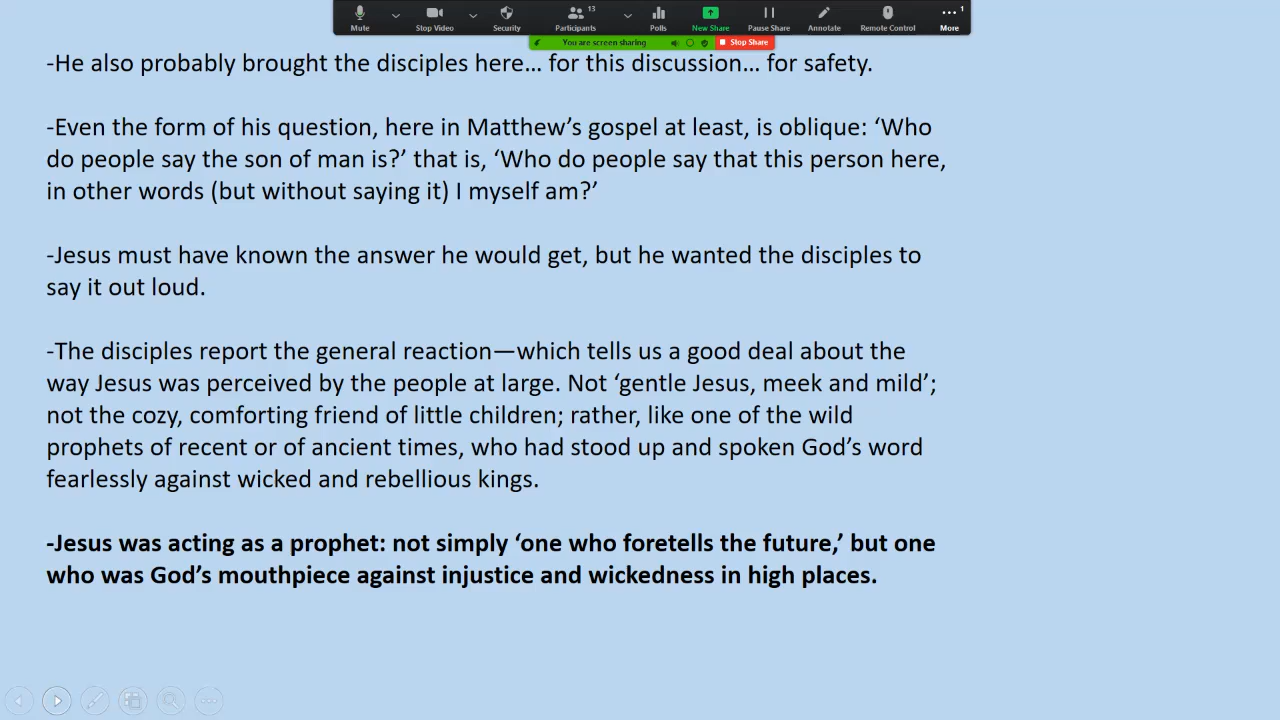 13
1
Mute
Stop Video
Security
Participants
Polls
New Share
Pause Share
Annotate
Remote Control
More
You are screen sharing
Stop Share
-He also probably brought the disciples here… for this discussion… for safety.
-Even the form of his question, here in Matthew’s gospel at least, is oblique: ‘Who
do people say the son of man is?’ that is, ‘Who do people say that this person here,
in other words (but without saying it) I myself am?’
-Jesus must have known the answer he would get, but he wanted the disciples to
say it out loud.
-The disciples report the general reaction—which tells us a good deal about the
way Jesus was perceived by the people at large. Not ‘gentle Jesus, meek and mild’;
not the cozy, comforting friend of little children; rather, like one of the wild
prophets of recent or of ancient times, who had stood up and spoken God’s word
fearlessly against wicked and rebellious kings.
-Jesus was acting as a prophet: not simply ‘one who foretells the future,’ but one
who was God’s mouthpiece against injustice and wickedness in high places.